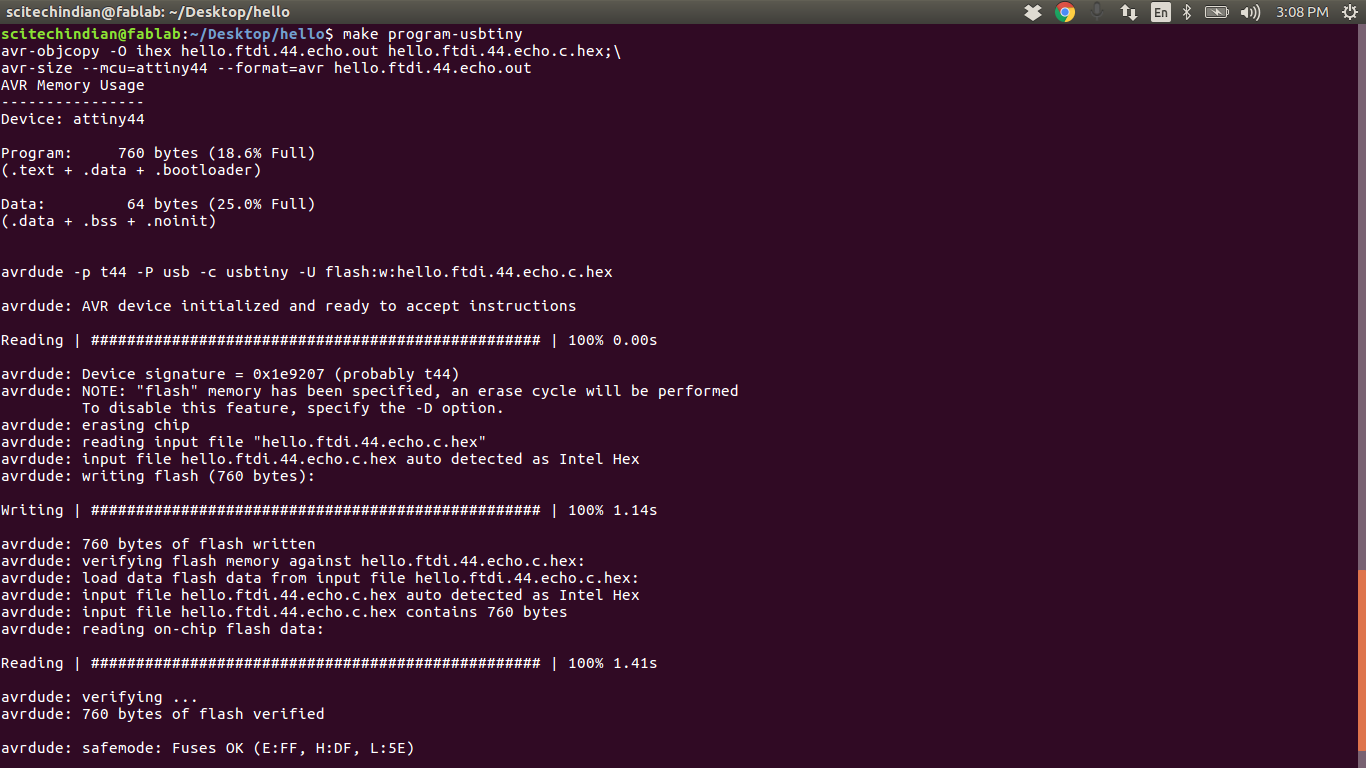 scitechindian@fablab: ~/Desktop/hello
En
3:08 PM
scitechindian@fablab:~/Desktop/hello$ make program-usbtiny
avr-objcopy -O ihex hello.ftdi.44.echo.out hello.ftdi.44.echo.c.hex;\
avr-size --mcu=attiny44 --format=avr hello.ftdi.44.echo.out
AVR Memory Usage
----------------
Device: attiny44
Program:     760 bytes (18.6% Full)
(.text + .data + .bootloader)
Data:         64 bytes (25.0% Full)
(.data + .bss + .noinit)
avrdude -p t44 -P usb -c usbtiny -U flash:w:hello.ftdi.44.echo.c.hex
avrdude: AVR device initialized and ready to accept instructions
Reading | ################################################## | 100% 0.00s
avrdude: Device signature = 0x1e9207 (probably t44)
avrdude: NOTE: "flash" memory has been specified, an erase cycle will be performed
         To disable this feature, specify the -D option.
avrdude: erasing chip
avrdude: reading input file "hello.ftdi.44.echo.c.hex"
avrdude: input file hello.ftdi.44.echo.c.hex auto detected as Intel Hex
avrdude: writing flash (760 bytes):
Writing | ################################################## | 100% 1.14s
avrdude: 760 bytes of flash written
avrdude: verifying flash memory against hello.ftdi.44.echo.c.hex:
avrdude: load data flash data from input file hello.ftdi.44.echo.c.hex:
avrdude: input file hello.ftdi.44.echo.c.hex auto detected as Intel Hex
avrdude: input file hello.ftdi.44.echo.c.hex contains 760 bytes
avrdude: reading on-chip flash data:
Reading | ################################################## | 100% 1.41s
avrdude: verifying ...
avrdude: 760 bytes of flash verified
avrdude: safemode: Fuses OK (E:FF, H:DF, L:5E)